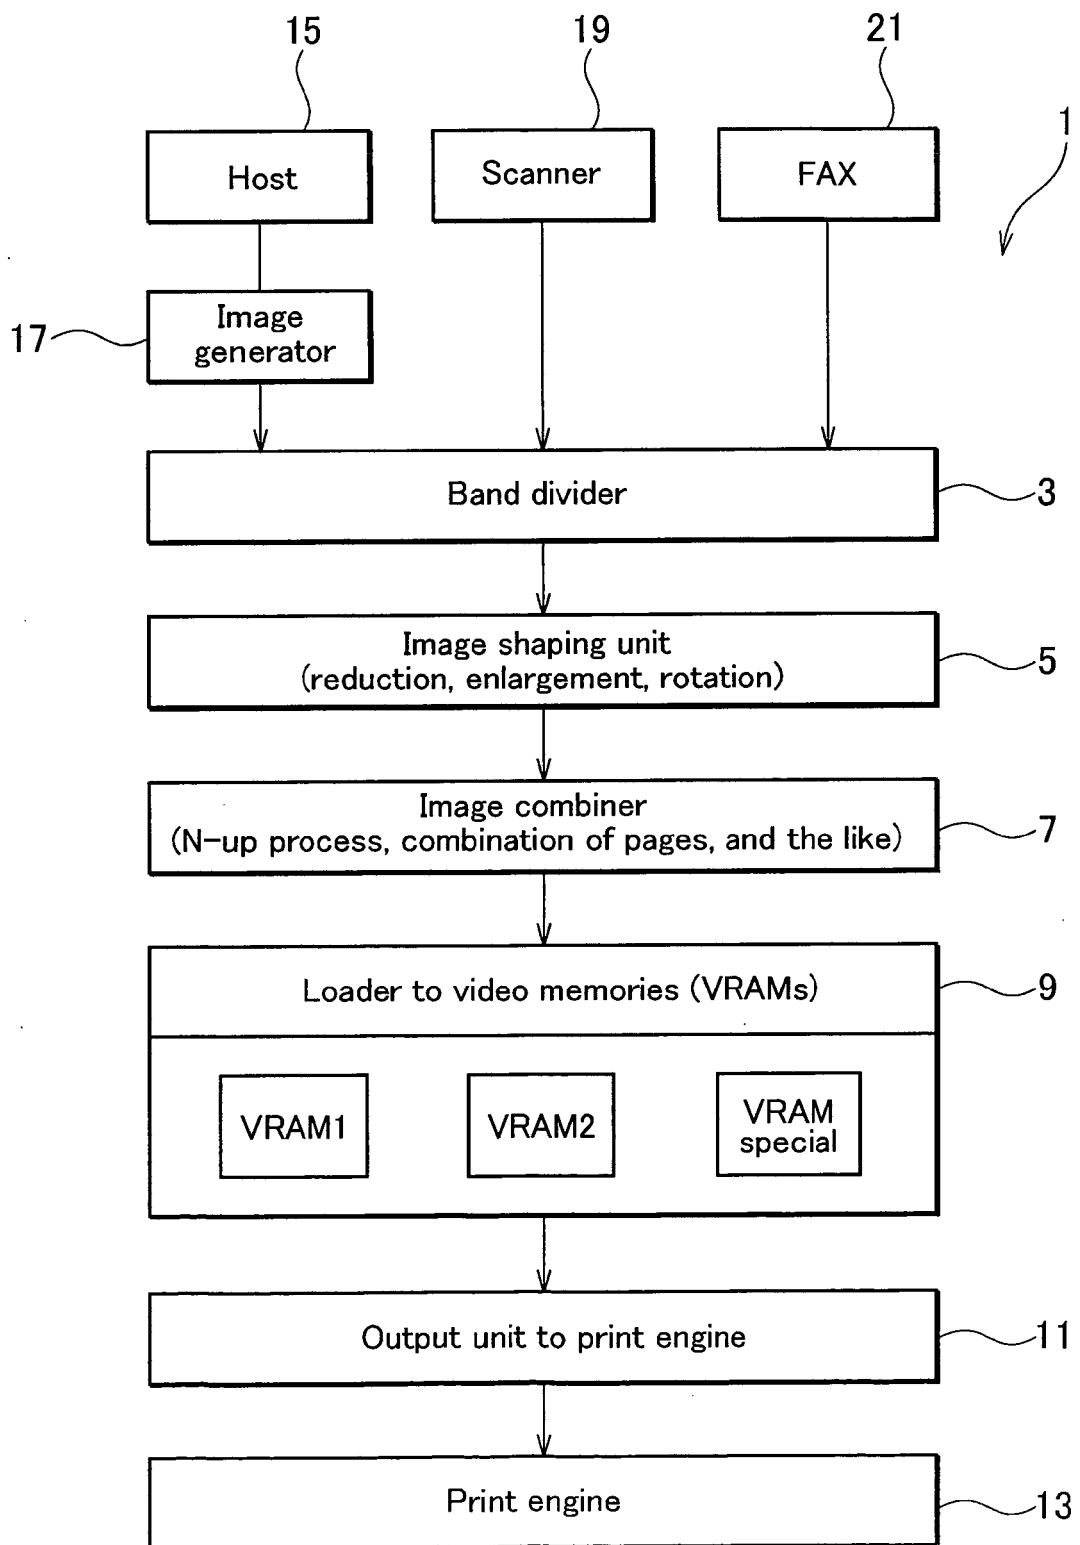 15
19
21
1
Host
Scanner
FAX
17
Image
generator
Band divider
3
Image shaping unit
(reduction, enlargement, rotation)
5
Image combiner
(N-up process, combination of pages, and the like)
7
Loader to video memories (VRAMs)
9
VRAM1
VRAM2
VRAM
special
Output unit to print engine
11
Print engine
13